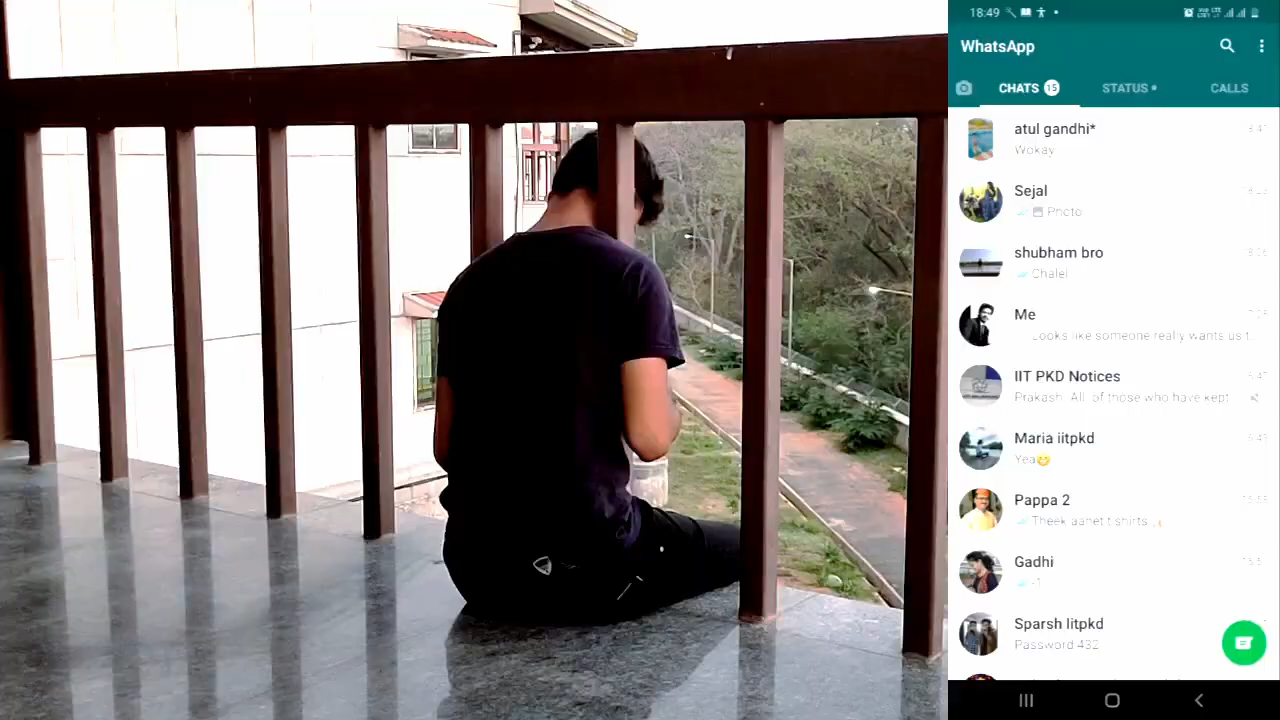 18:49
WhatsApp
CHATS 15 STATUS CALLS
atul gandhi*
Wokay
Sejal
Photo
shubham bro
Chalei
Me
Looks like someone really wants us t...
IIT PKD Notices
Prakash: All of those who have kept
Maria iitpkd
Yea
Pappa 2
Theek aanet t shirts
Gadhi
-1
Sparsh Iitpkd
Password 432